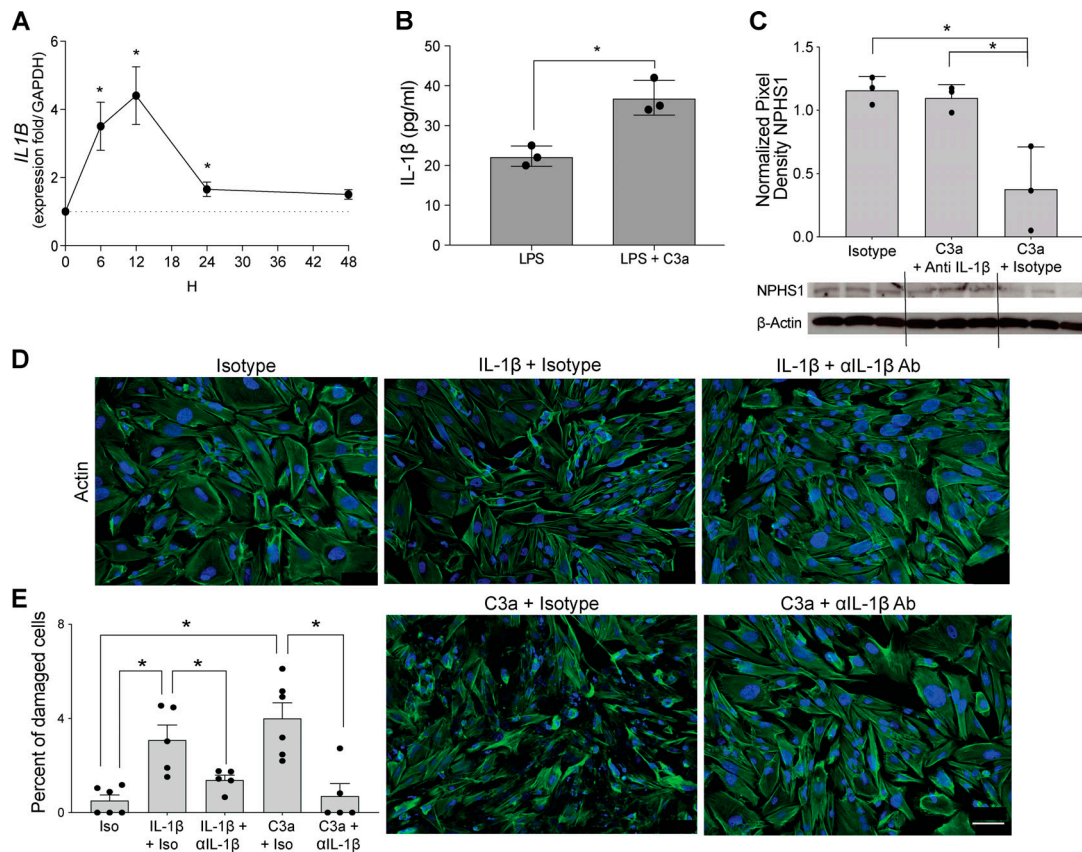 A
IL1B
(expression fold/ GAPDH)
6
4
2
0
*
*
*
0 6 12 18 24 30 36 42 48
H
B
IL-1β (pg/ml)
50
40
30
20
10
0
*
LPS
LPS + C3a
C
Normalized Pixel
Density NPHS1
1.5
1.0
0.5
0.0
*
*
Isotype
C3a
+ Anti IL-1β
C3a
+ Isotype
NPHS1
β-Actin
D
Actin
Isotype
IL-1β + Isotype
IL-1β + αIL-1β Ab
C3a + Isotype
C3a + αIL-1β Ab
E
Percent of damaged cells
8
4
0
*
*
*
*
Iso
IL-1β
+ Iso
IL-1β +
αIL-1β
C3a
+ Iso
C3a +
αIL-1β